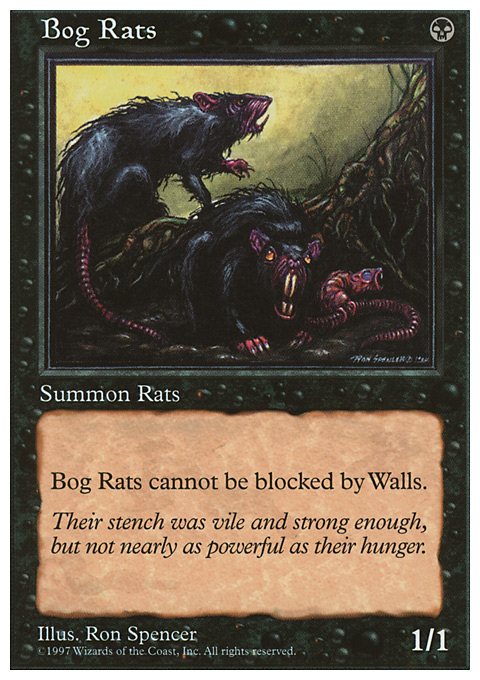 Bog Rats
Summon Rats
Bog Rats cannot be blocked by Walls.
Their stench was vile and strong enough,
but not nearly as powerful as their hunger.
Illus. Ron Spencer
1/1
©1997 Wizards of the Coast, Inc. All rights reserved.